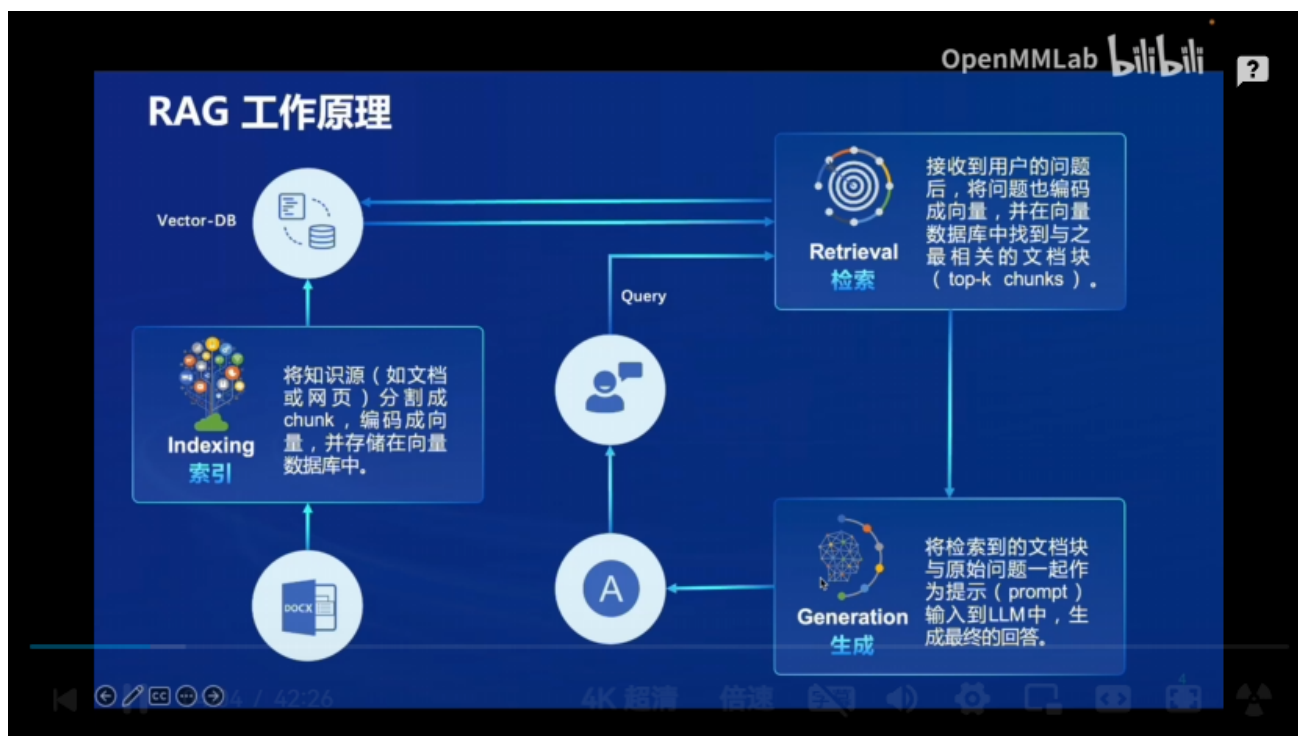 OpenMMLab bilibili
?
RAG 工作原理
Vector-DB
接收到用户的问题
后，将问题也编码
成向量，并在向量
数据库中找到与之
最相关的文档块
（top-k chunks）。
Retrieval
检索
Query
将知识源（如文档
或网页）分割成
chunk，编码成向
量，并存储在向量
数据库中。
Indexing
索引
DOCX
A
将检索到的文档块
与原始问题一起作
为提示（prompt）
输入到LLM中，生
成最终的回答。
Generation
生成
CC
4 / 42:26
4K 超清
倍速
4